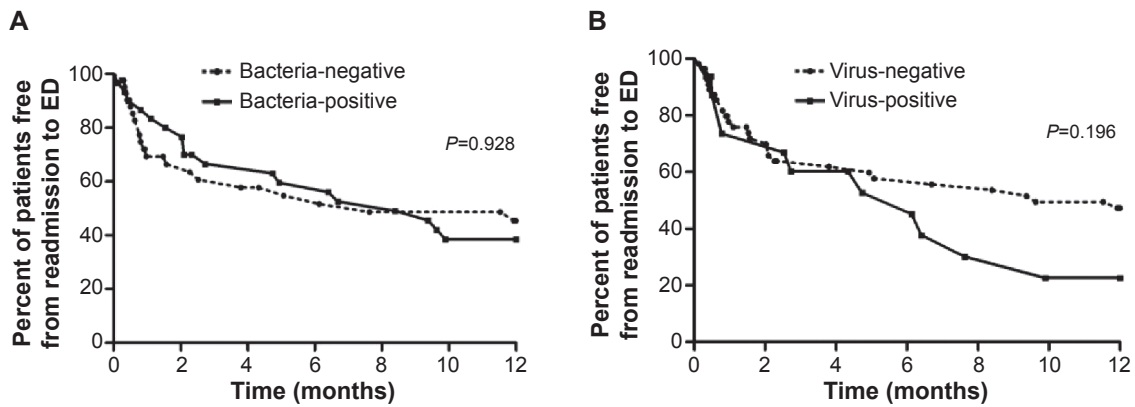 A
Percent of patients free
from readmission to ED
100
80
60
40
20
0
Bacteria-negative
Bacteria-positive
P=0.928
0 2 4 6 8 10 12
Time (months)
B
Percent of patients free
from readmission to ED
100
80
60
40
20
0
Virus-negative
Virus-positive
P=0.196
0 2 4 6 8 10 12
Time (months)